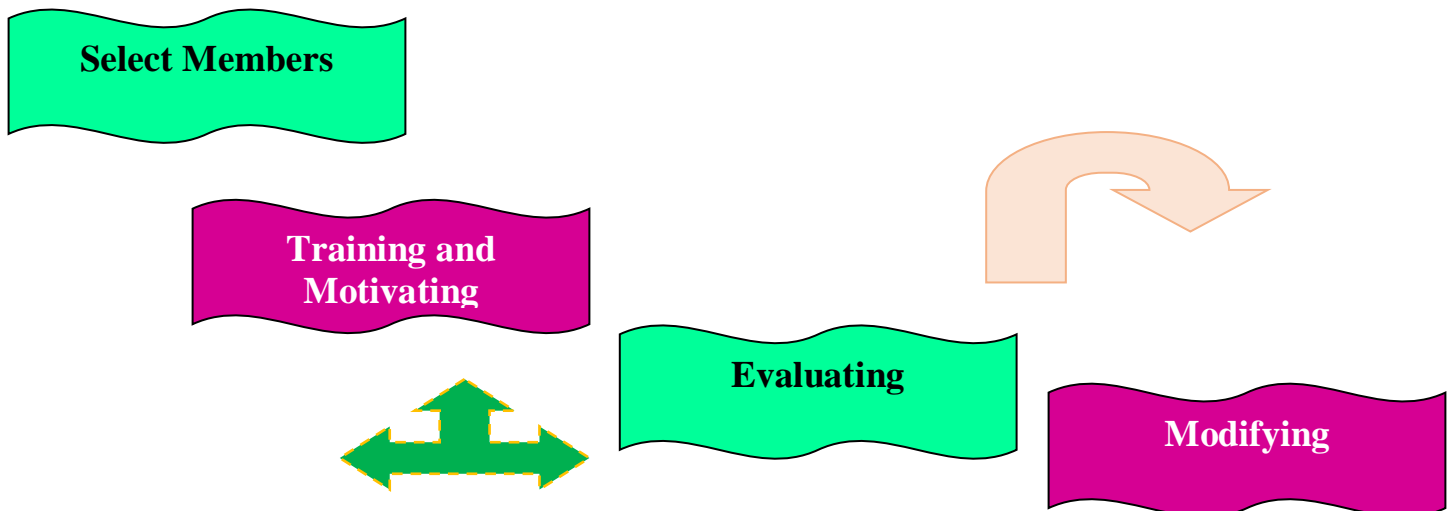 Select Members
Training and
Motivating
Evaluating
Modifying